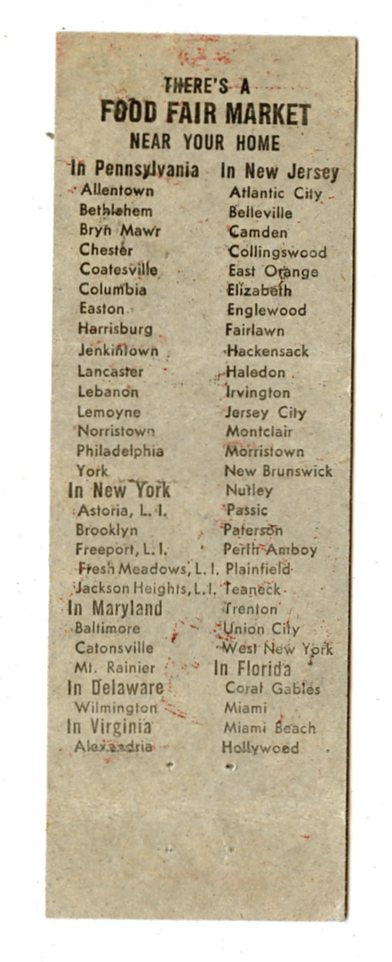 THERE'S A
FOOD FAIR MARKET
NEAR YOUR HOME
In Pennsylvania
Allentown
Bethlehem
Bryn Mawr
Chester
Coatesville
Columbia
Easton
Harrisburg
Jenkintown
Lancaster
Lebanon
Lemoyne
Norristown
Philadelphia
York
In New York
Astoria, L. I.
Brooklyn
Freeport, L. I.
Fresh Meadows, L. I.
Jackson Heights, L. I.
In Maryland
Baltimore
Catonsville
Mt. Rainier
In Delaware
Wilmington
In Virginia
Alexandria
In New Jersey
Atlantic City
Belleville
Camden
Collingswood
East Orange
Elizabeth
Englewood
Fairlawn
Hackensack
Haledon
Irvington
Jersey City
Montclair
Morristown
New Brunswick
Nutley
Passic
Paterson
Perth Amboy
Plainfield
Teaneck
Trenton
Union City
West New York
In Florida
Coral Gables
Miami
Miami Beach
Hollywood